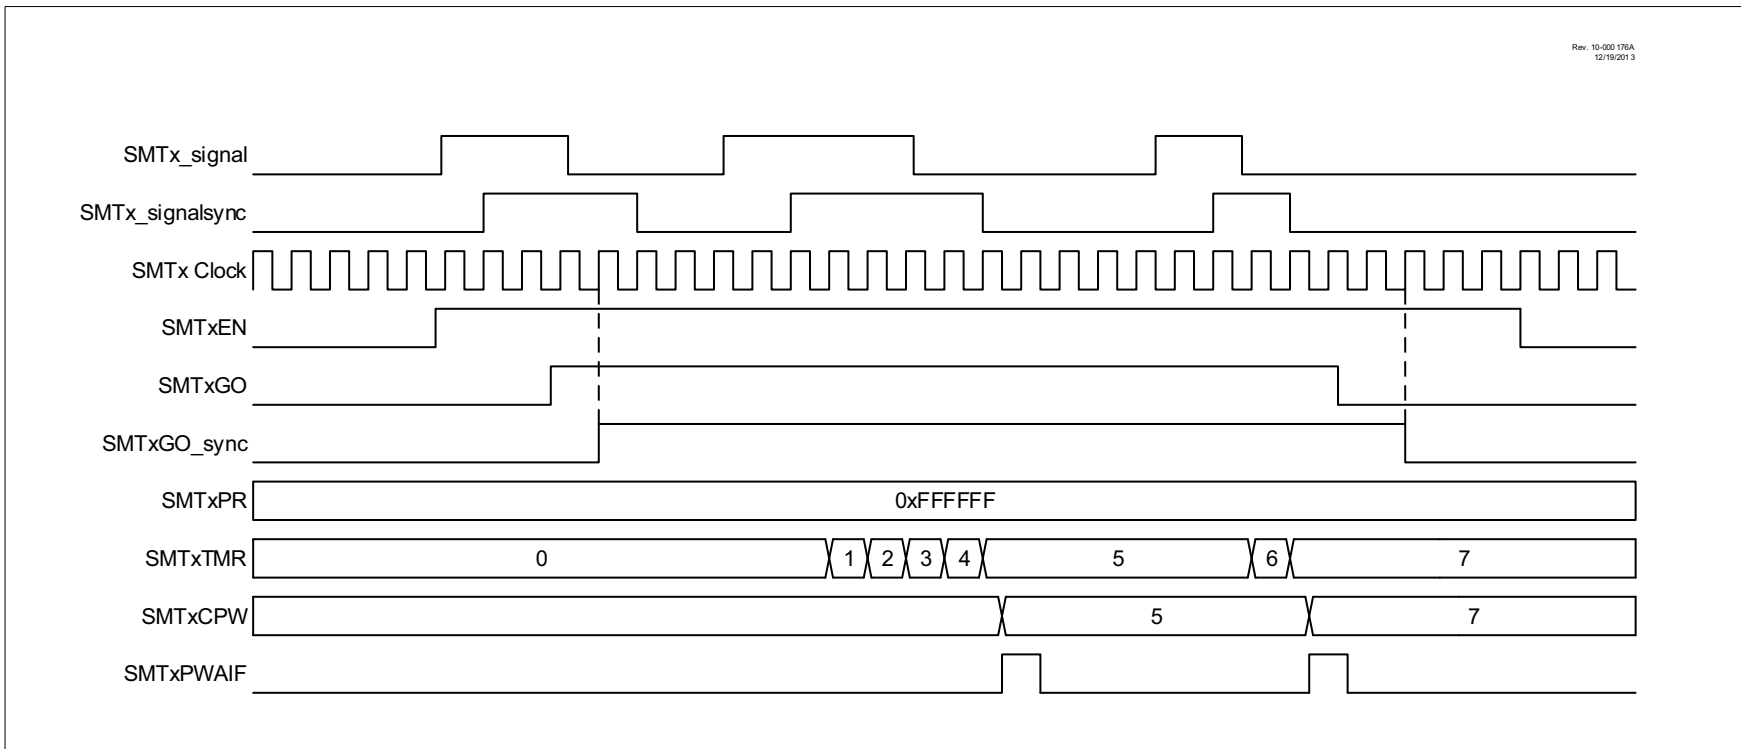 Rev. 10-000 176A
12/19/201 3
SMTx_signal
SMTx_signalsync
SMTx Clock
SMTxEN
SMTxGO
SMTxGO_sync
SMTxPR 0xFFFFFF
SMTxTMR 0 1 2 3 4 5 6 7
SMTxCPW 5 7
SMTxPWAIF